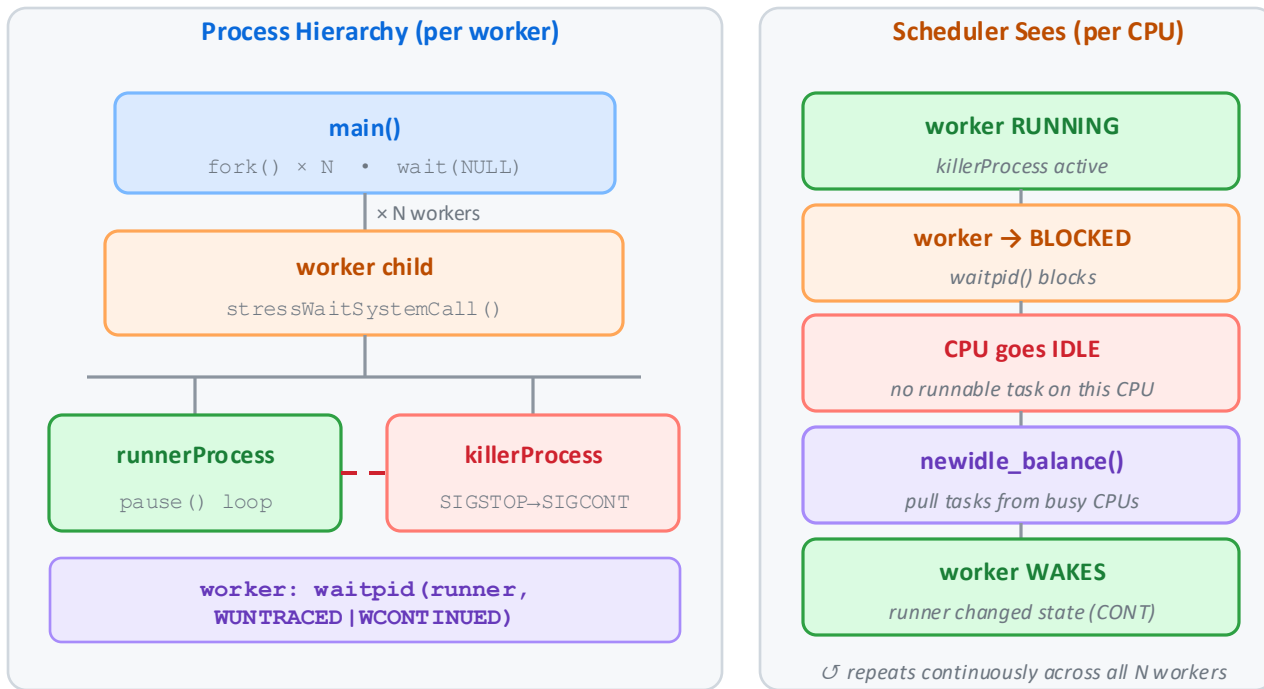 Process Hierarchy (per worker)
main()
fork() × N • wait(NULL)
× N workers
worker child
stressWaitSystemCall()
runnerProcess
pause() loop
killerProcess
SIGSTOP→SIGCONT
worker: waitpid(runner,
WUNTRACED|WCONTINUED)
Scheduler Sees (per CPU)
worker RUNNING
killerProcess active
worker → BLOCKED
waitpid() blocks
CPU goes IDLE
no runnable task on this CPU
newidle_balance()
pull tasks from busy CPUs
worker WAKES
runner changed state (CONT)
↺ repeats continuously across all N workers